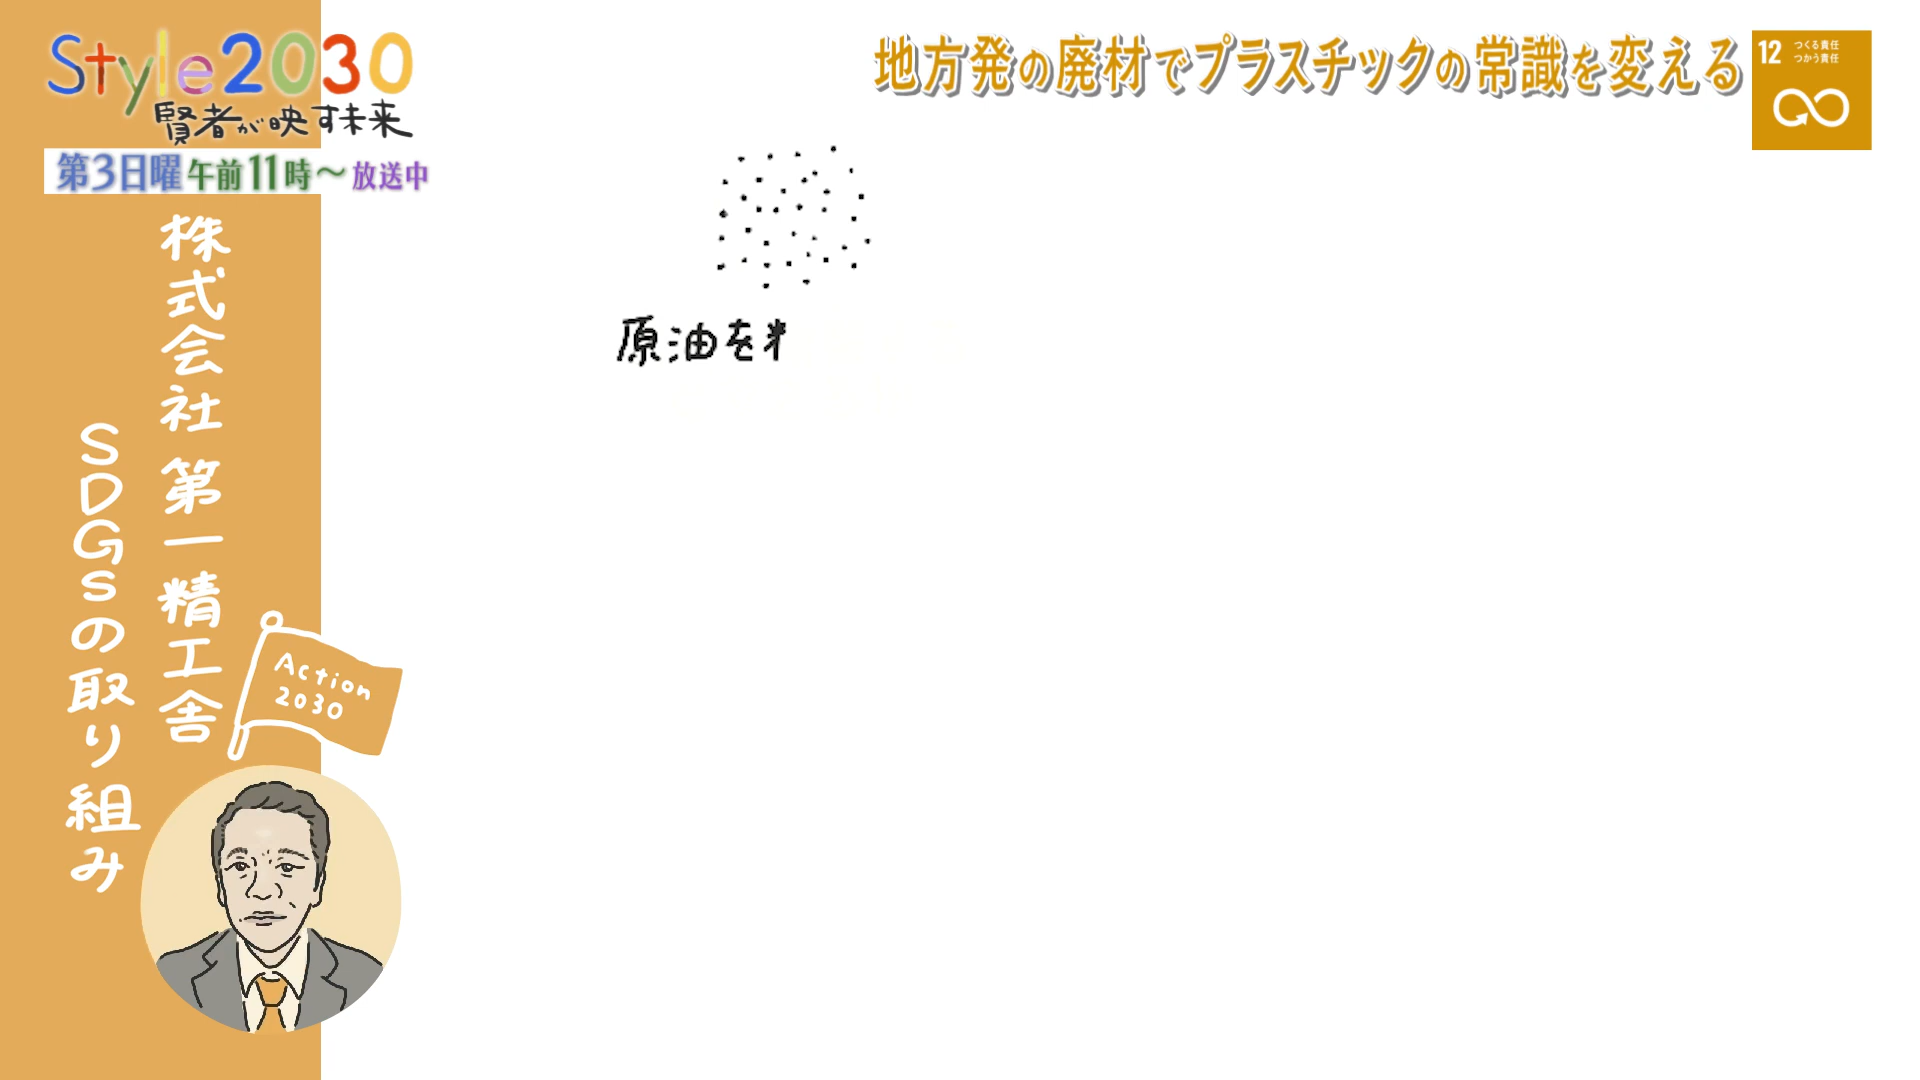 Style2030
賢者が映す未来
第3日曜午前11時～放送中
地方発の廃材でプラスチックの常識を変える
12 つくる責任
つかう責任
株式会社 第一精工舎
SDGsの取り組み
Action
2030
原油を